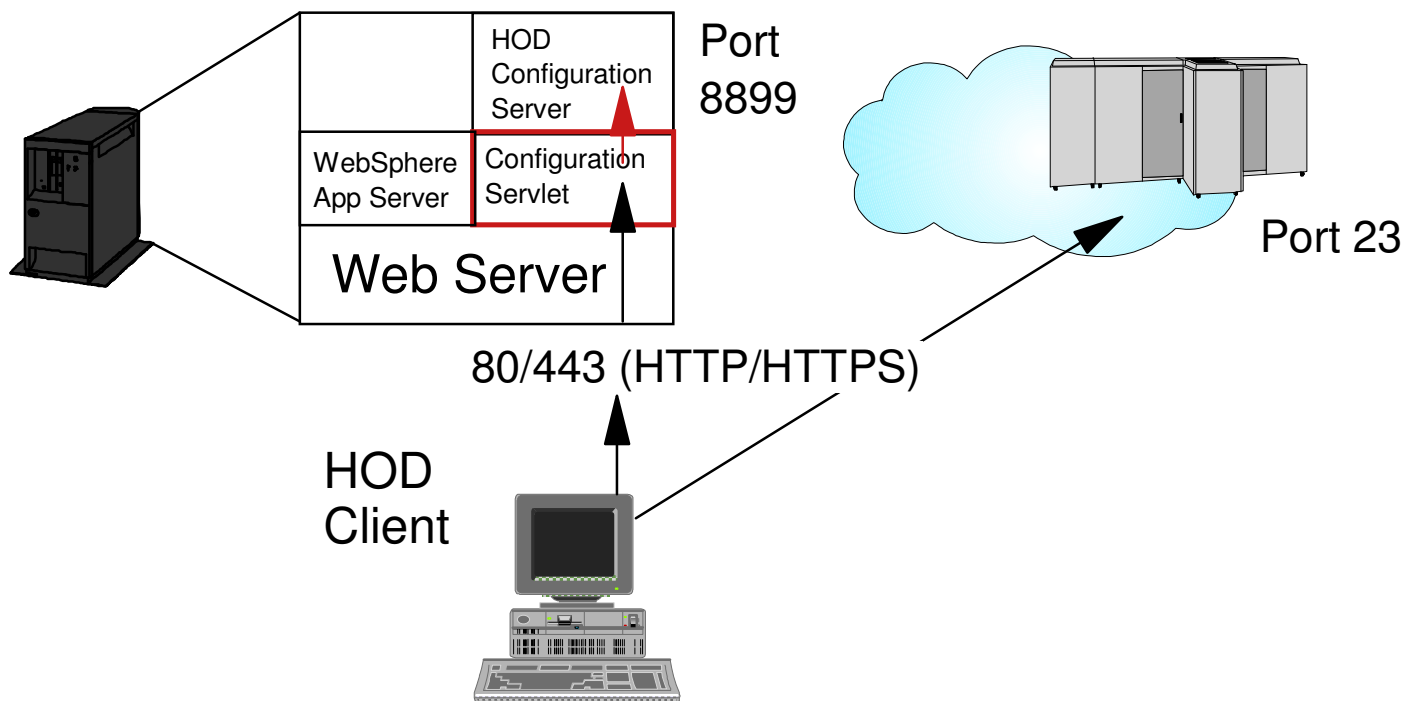 HOD
Configuration
Server
Port
8899
WebSphere
App Server
Configuration
Servlet
Web Server
Port 23
80/443 (HTTP/HTTPS)
HOD
Client